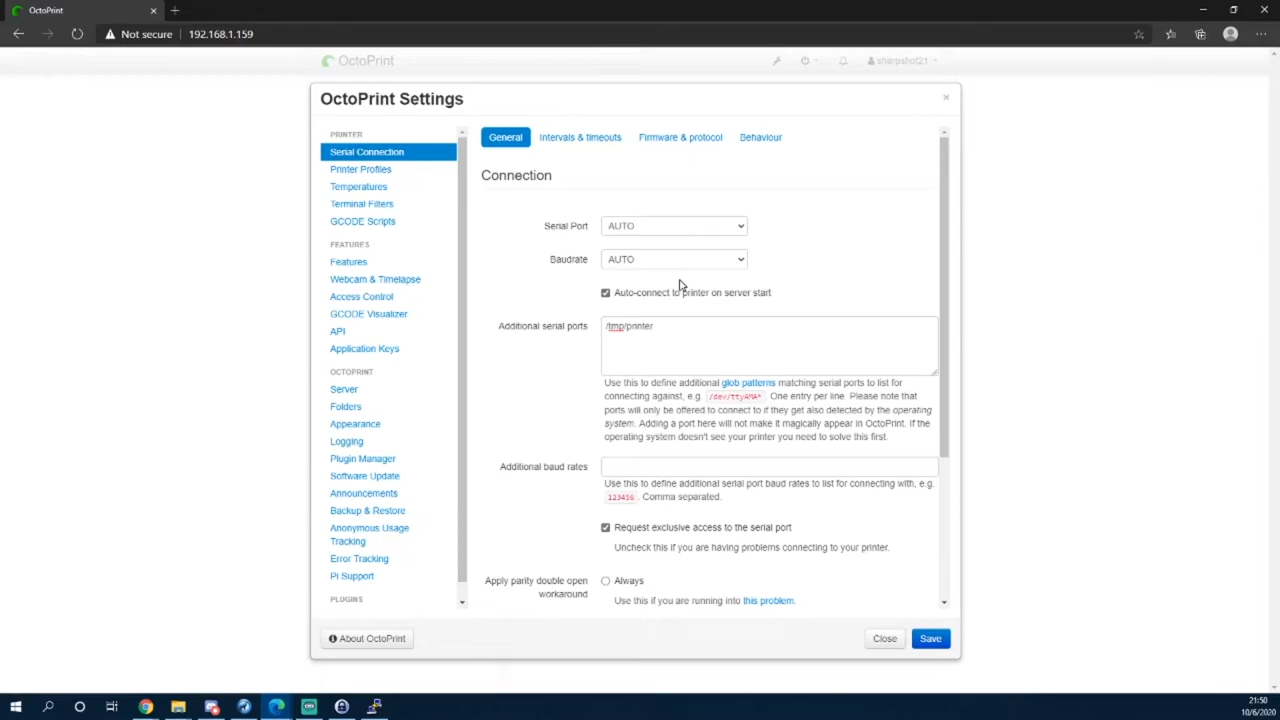 OctoPrint
Not secure
192.168.1.159
OctoPrint
sharpshot21
OctoPrint Settings
PRINTER
Serial Connection
Printer Profiles
Temperatures
Terminal Filters
GCODE Scripts
FEATURES
Features
Webcam & Timelapse
Access Control
GCODE Visualizer
API
Application Keys
OCTOPRINT
Server
Folders
Appearance
Logging
Plugin Manager
Software Update
Announcements
Backup & Restore
Anonymous Usage
Tracking
Error Tracking
Pi Support
PLUGINS
General
Intervals & timeouts
Firmware & protocol
Behaviour
Connection
Serial Port
AUTO
Baudrate
AUTO
Auto-connect to printer on server start
Additional serial ports
/tmp/printer
Use this to define additional glob patterns matching serial ports to list for
connecting against, e.g. /dev/ttyAMA*. One entry per line. Please note that
ports will only be offered to connect to if they get also detected by the operating
system. Adding a port here will not make it magically appear in OctoPrint. If the
operating system doesn't see your printer you need to solve this first.
Additional baud rates
Use this to define additional serial port baud rates to list for connecting with, e.g.
123456. Comma separated.
Request exclusive access to the serial port
Uncheck this if you are having problems connecting to your printer.
Apply parity double open
workaround
Always
Use this if you are running into this problem.
About OctoPrint
Close
Save
21:50
10/6/2020